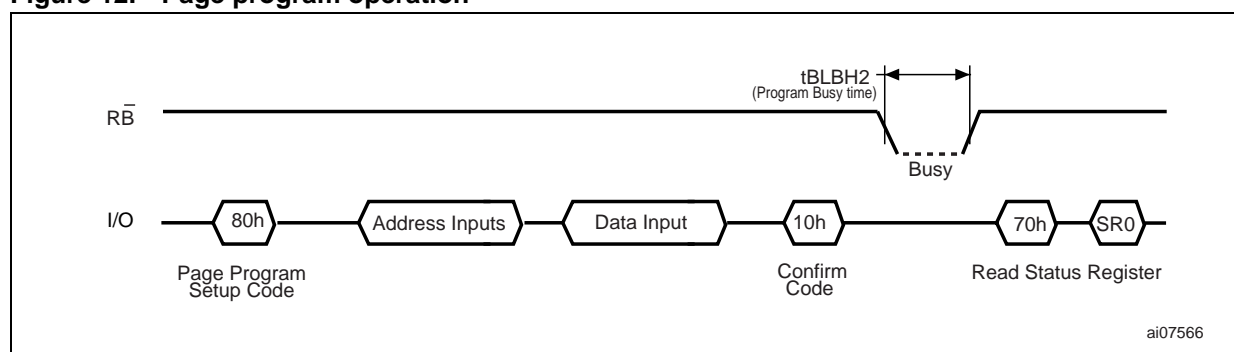 Figure 12. Page program operation
tBLBH2
(Program Busy time)
RB̅
Busy
I/O
80h
Address Inputs
Data Input
10h
70h
SR0
Page Program
Setup Code
Confirm
Code
Read Status Register
ai07566